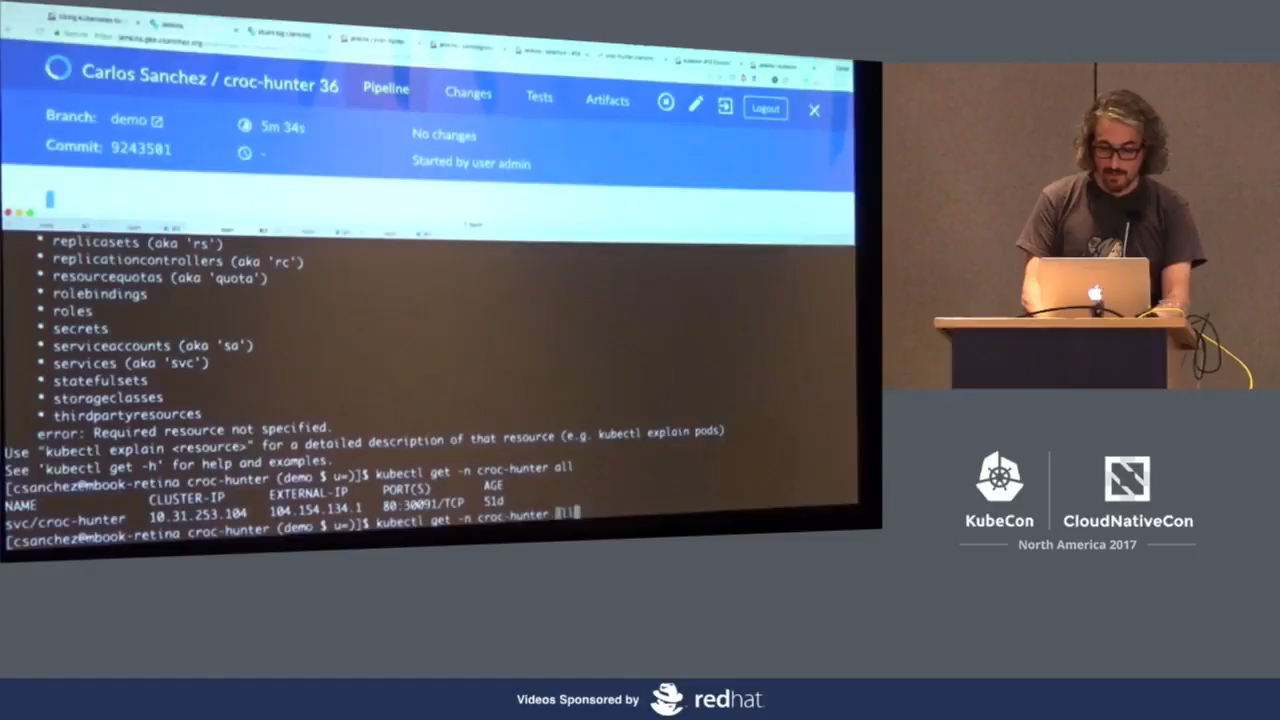 Using Kubernetes for
Jenkins
Carlos Sanchez / croc-hunter 36
Pipeline
Changes
Tests
Artifacts
Logout
Branch: demo
5m 34s
No changes
Commit: 9243501
-
Started by user admin
* replicasets (aka 'rs')
* replicationcontrollers (aka 'rc')
* resourcequotas (aka 'quota')
* rolebindings
* roles
* secrets
* serviceaccounts (aka 'sa')
* services (aka 'svc')
* statefulsets
* storageclasses
* thirdpartyresources
error: Required resource not specified.
Use "kubectl explain <resource>" for a detailed description of that resource (e.g. kubectl explain pods)
See 'kubectl get -h' for help and examples.
[csanchez@mbook-retina croc-hunter (demo $ u=)]$ kubectl get -n croc-hunter all
NAME CLUSTER-IP EXTERNAL-IP PORT(S) AGE
svc/croc-hunter 10.31.253.104 104.154.134.1 80:30091/TCP 51d
[csanchez@mbook-retina croc-hunter (demo $ u=)]$ kubectl get -n croc-hunter
KubeCon
CloudNativeCon
North America 2017
Videos Sponsored by
redhat